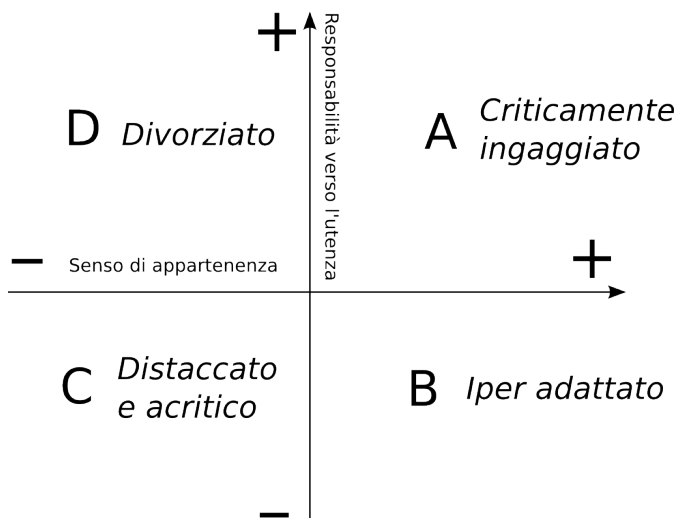 +
Responsabilità verso l'utenza
D Divorziato
A Criticamente
ingaggiato
− Senso di appartenenza
+
C Distaccato
e acritico
B Iper adattato
−